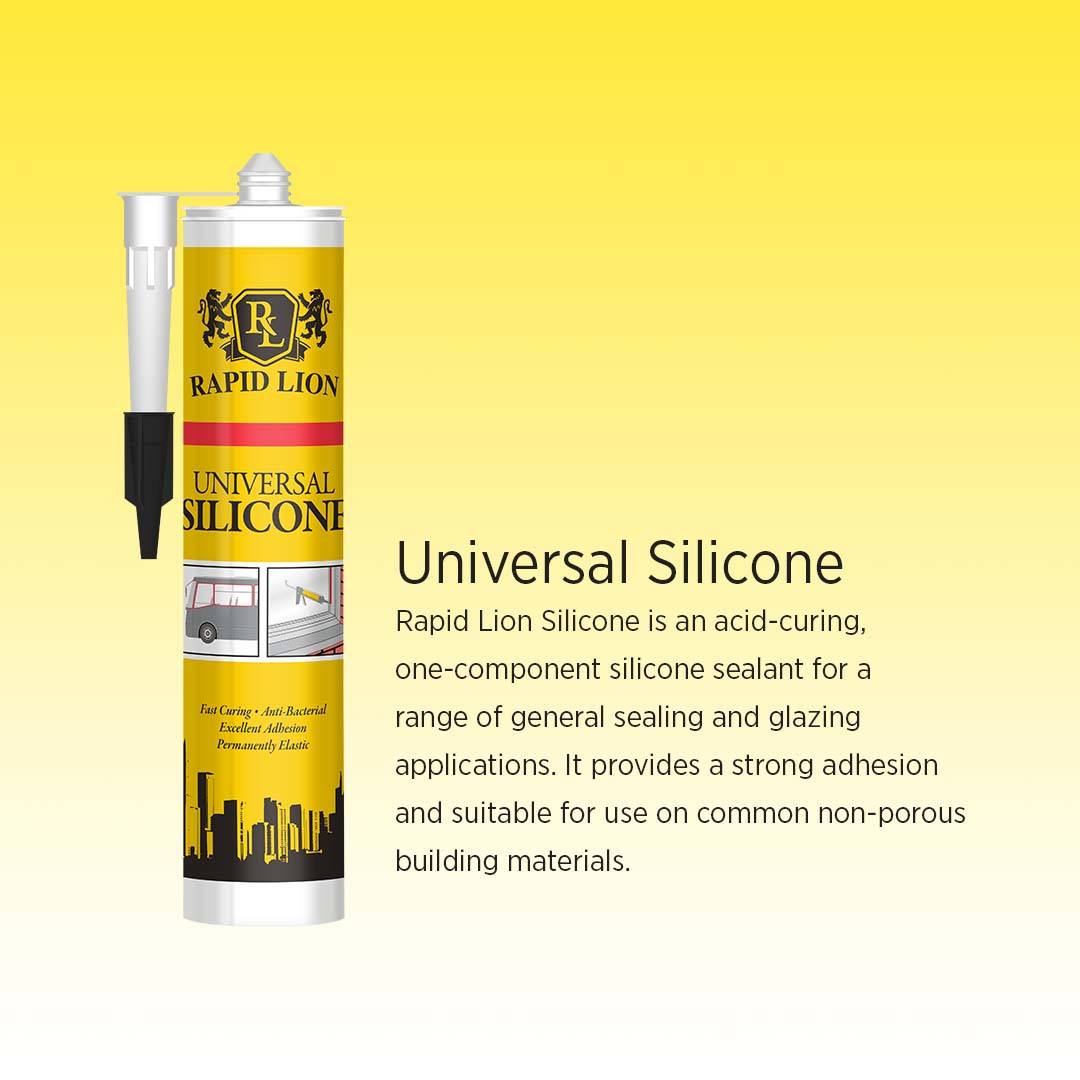 RL
RAPID LION
UNIVERSAL
SILICONE
Fast Curing • Anti-Bacterial
Excellent Adhesion
Permanently Elastic
Universal Silicone
Rapid Lion Silicone is an acid-curing,
one-component silicone sealant for a
range of general sealing and glazing
applications. It provides a strong adhesion
and suitable for use on common non-porous
building materials.